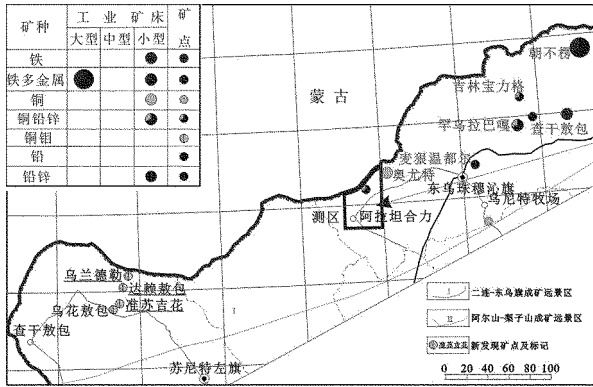 矿种 工业矿床 矿点
大型 中型 小型
铁
铁多金属
铜
铜铅锌
铜钼
铅
铅锌
蒙古
朝不楞
吉林宝力格
罕乌拉巴嘎
查干敖包
麦狠温都尔
奥尤特
东乌珠穆沁旗
乌尼特牧场
测区
阿拉坦合力
乌兰德勒
达赖敖包
准苏吉花
乌花敖包
查干敖包
苏尼特左旗
I
I 二连-东乌旗成矿远景区
II 阿尔山-梨子山成矿远景区
准苏吉花 新发现矿点及标记
0 20 40 60 80 100